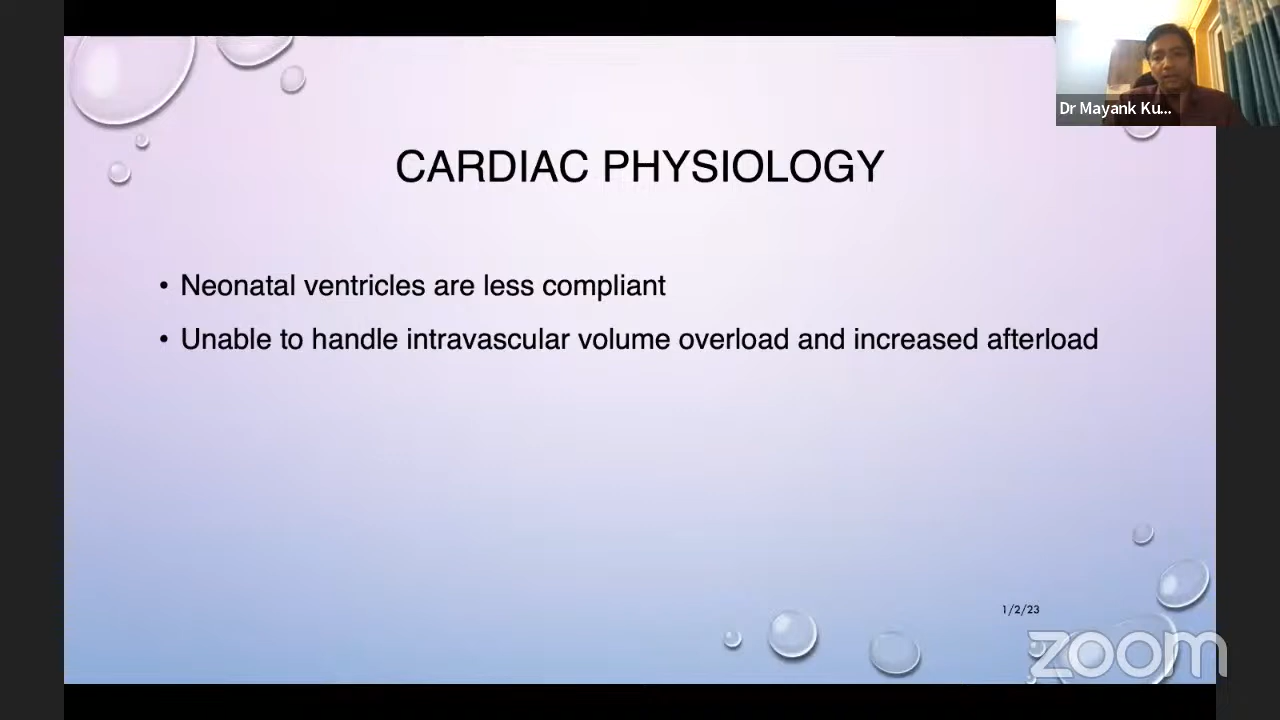 Dr Mayank Ku...
CARDIAC PHYSIOLOGY
• Neonatal ventricles are less compliant
• Unable to handle intravascular volume overload and increased afterload
1/2/23
zoom